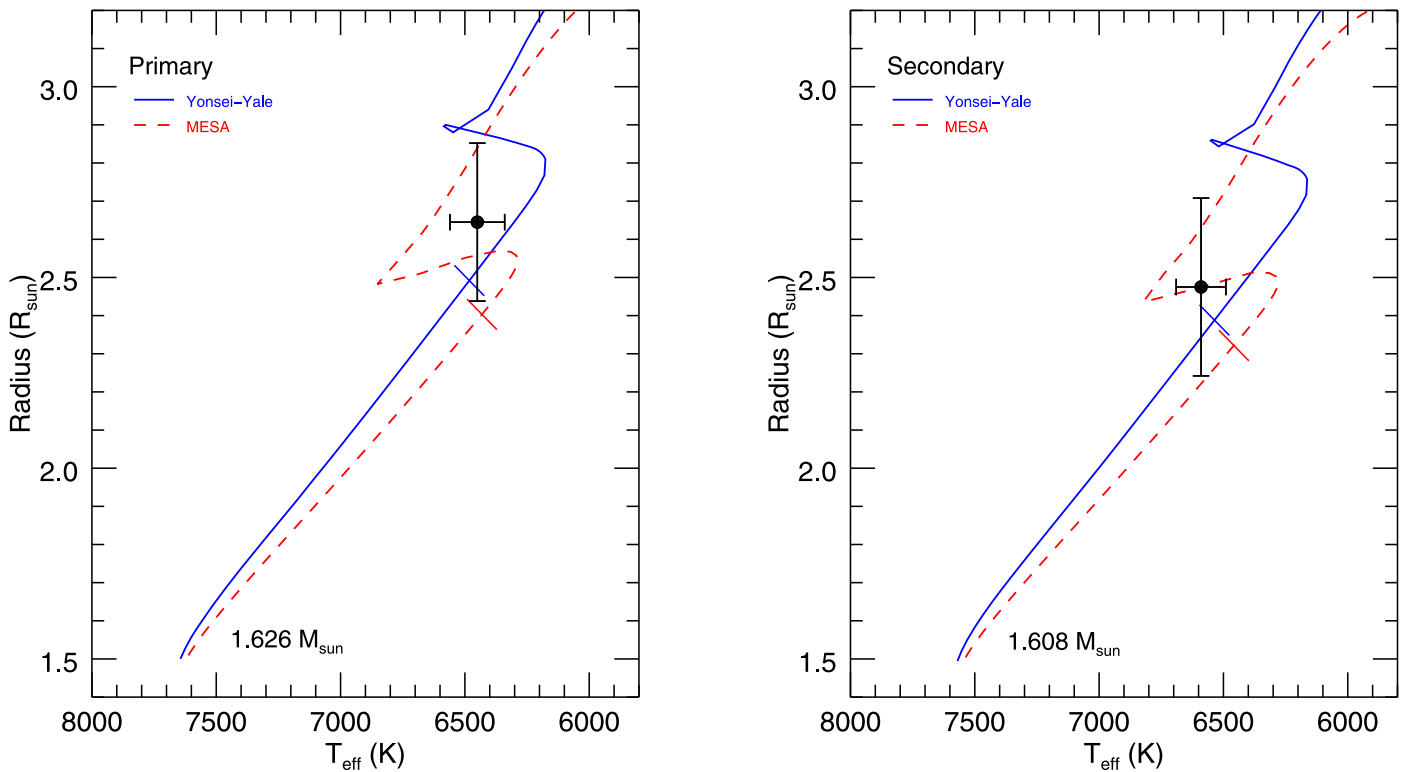 Primary
Yonsei-Yale
MESA
3.0
2.5
2.0
1.5
Radius (R_sun)
1.626 M_sun
8000 7500 7000 6500 6000
T_eff (K)
Secondary
Yonsei-Yale
MESA
3.0
2.5
2.0
1.5
Radius (R_sun)
1.608 M_sun
8000 7500 7000 6500 6000
T_eff (K)